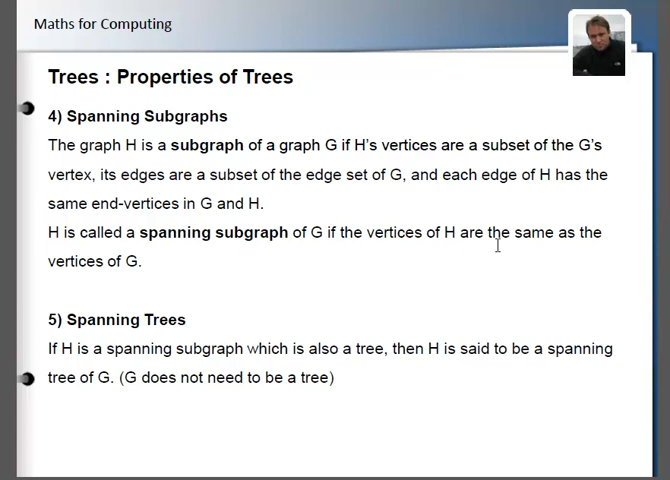 Maths for Computing
Trees : Properties of Trees
4) Spanning Subgraphs
The graph H is a subgraph of a graph G if H's vertices are a subset of the G's
vertex, its edges are a subset of the edge set of G, and each edge of H has the
same end-vertices in G and H.
H is called a spanning subgraph of G if the vertices of H are the same as the
vertices of G.
5) Spanning Trees
If H is a spanning subgraph which is also a tree, then H is said to be a spanning
tree of G. (G does not need to be a tree)